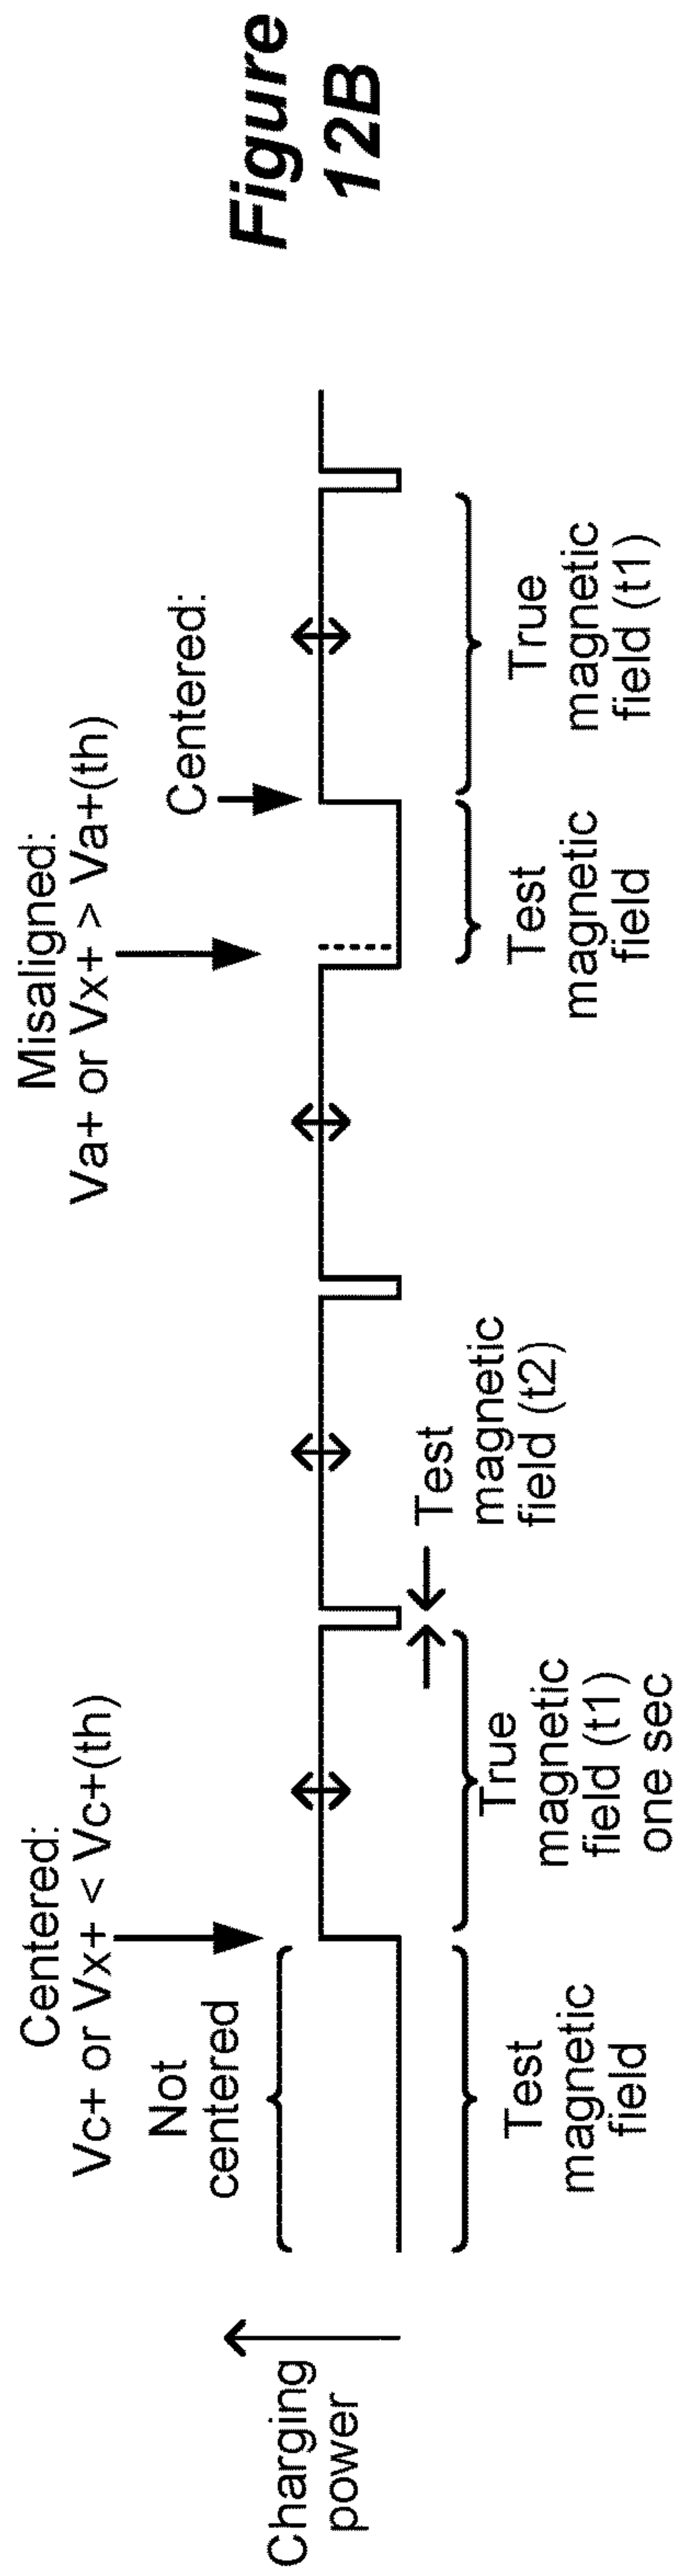 Charging
power
Centered:
Vc+ or Vx+ < Vc+(th)
Not
centered
Test
magnetic
field
True
magnetic
field (t1)
one sec
Test
magnetic
field (t2)
Misaligned:
Va+ or Vx+ > Va+(th)
Centered:
Test
magnetic
field
True
magnetic
field (t1)
Figure
12B